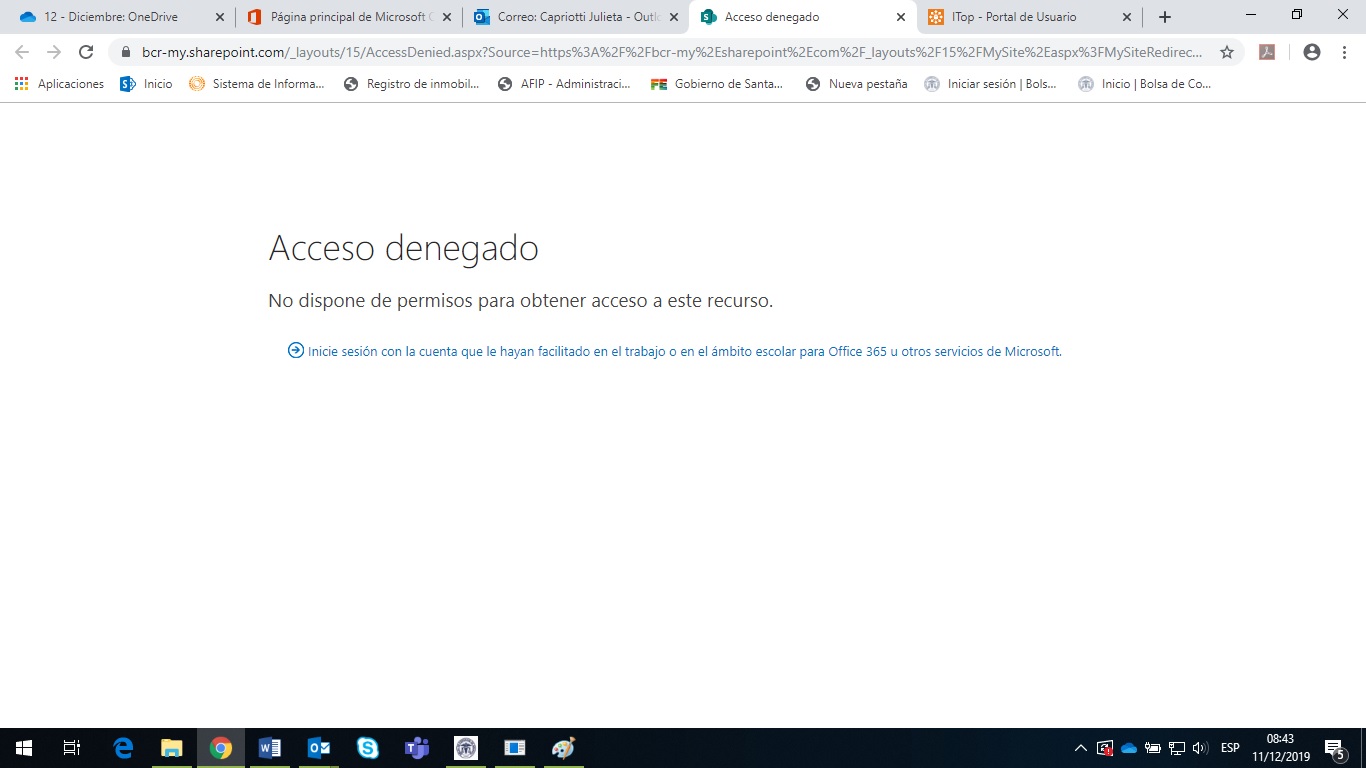 12 - Diciembre: OneDrive
Página principal de Microsoft O
Correo: Capriotti Julieta - Outlo
Acceso denegado
ITop - Portal de Usuario
bcr-my.sharepoint.com/_layouts/15/AccessDenied.aspx?Source=https%3A%2F%2Fbcr-my%2Esharepoint%2Ecom%2F_layouts%2F15%2FMySite%2Easpx%3FMySiteRedirec...
Aplicaciones
Inicio
Sistema de Informa...
Registro de inmobil...
AFIP - Administraci...
Gobierno de Santa...
Nueva pestaña
Iniciar sesión | Bols...
Inicio | Bolsa de Co...
Acceso denegado
No dispone de permisos para obtener acceso a este recurso.
Inicie sesión con la cuenta que le hayan facilitado en el trabajo o en el ámbito escolar para Office 365 u otros servicios de Microsoft.
ESP
08:43
11/12/2019
5